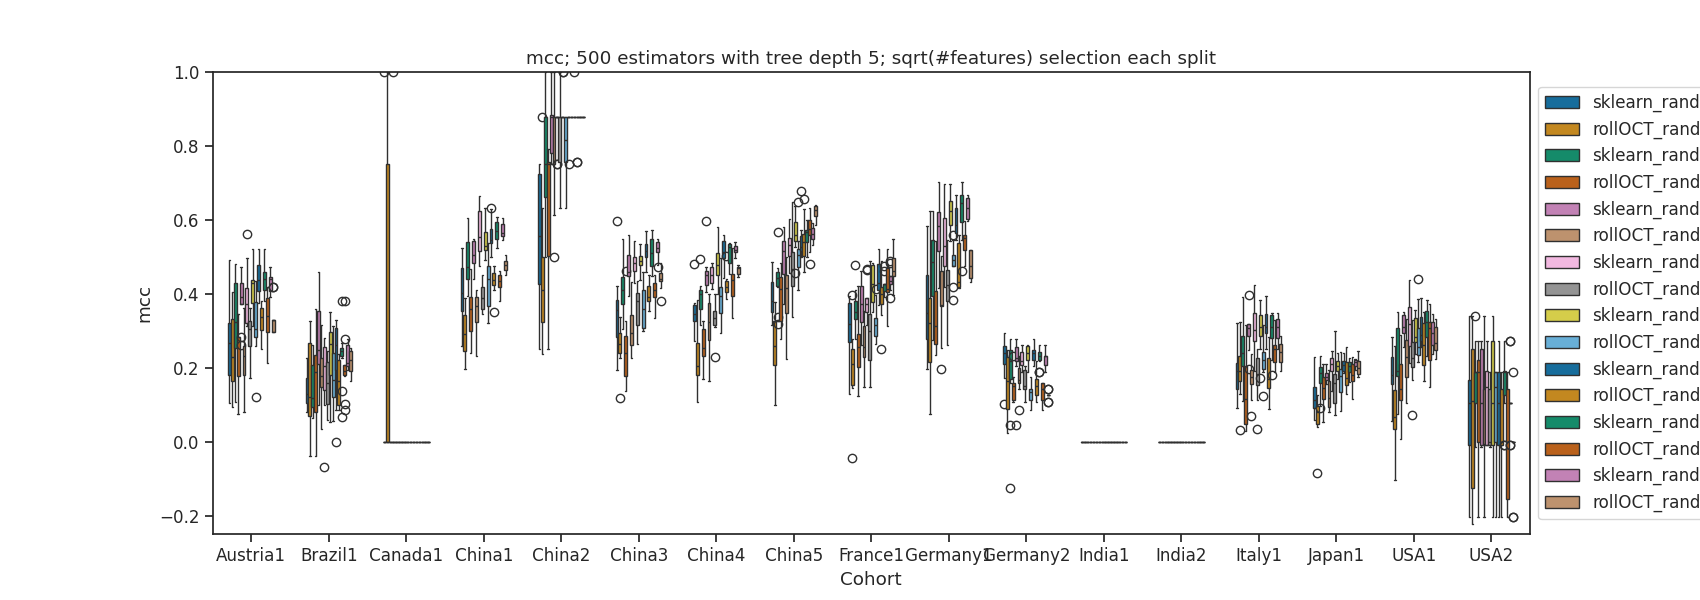 mcc; 500 estimators with tree depth 5; sqrt(#features) selection each split
1.0
0.8
0.6
0.4
0.2
0.0
−0.2
mcc
Austria1 Brazil1 Canada1 China1 China2 China3 China4 China5 France1 Germany1 Germany2 India1 India2 Italy1 Japan1 USA1 USA2
Cohort
sklearn_rand
rollOCT_rand
sklearn_rand
rollOCT_rand
sklearn_rand
rollOCT_rand
sklearn_rand
rollOCT_rand
sklearn_rand
rollOCT_rand
sklearn_rand
rollOCT_rand
sklearn_rand
rollOCT_rand
sklearn_rand
rollOCT_rand